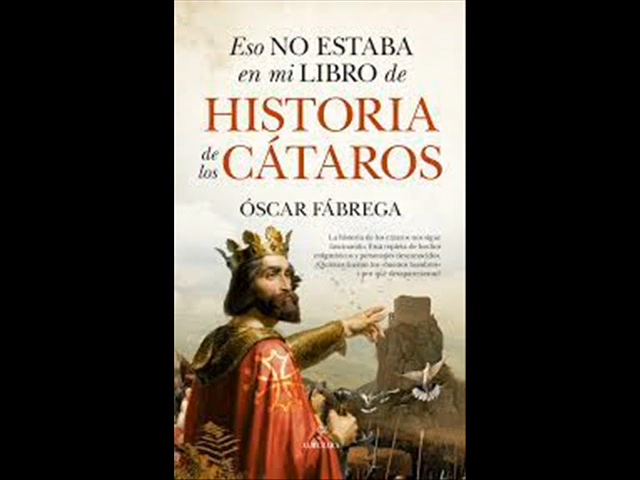 Eso NO ESTABA
en mi LIBRO de
HISTORIA
de los CÁTAROS
ÓSCAR FÁBREGA
La historia de los cátaros nos sigue
fascinando. Está repleta de hechos
enigmáticos y personajes desconocidos.
¿Quiénes fueron los «buenos hombres»
y por qué desaparecieron?
ALMUZARA